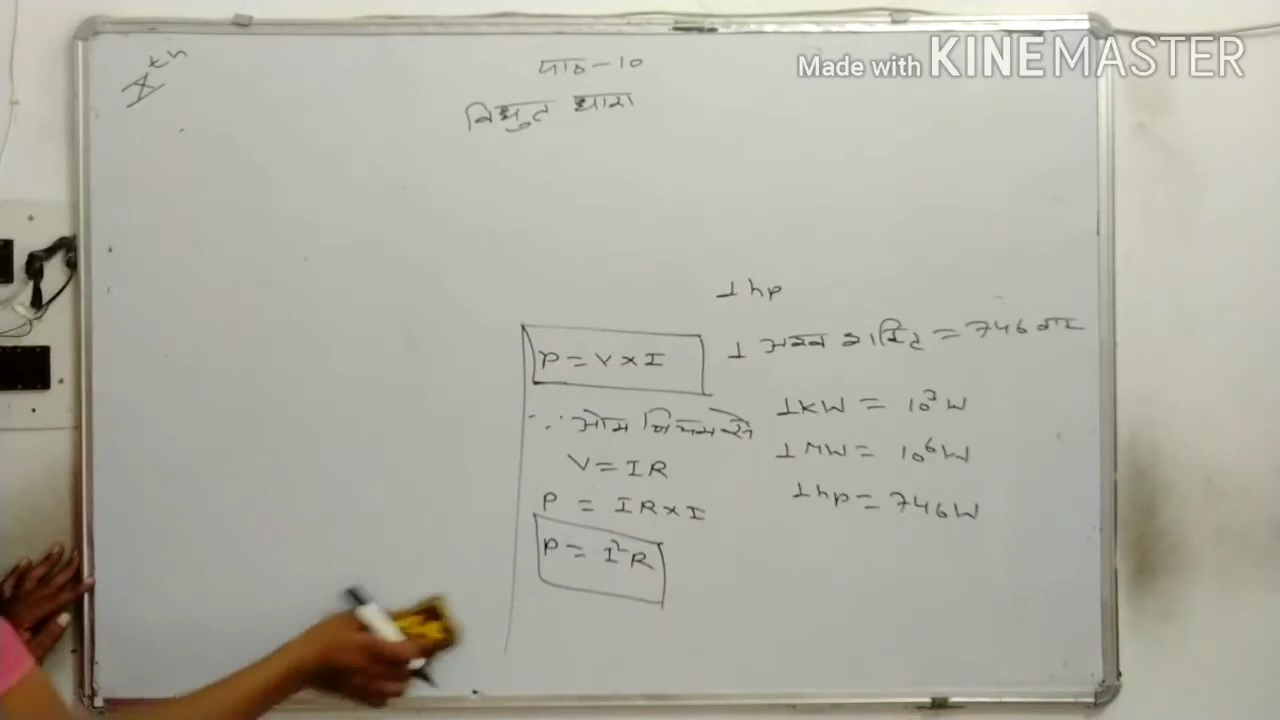 Xth
पाठ-10
Made with KINEMASTER
विद्युत धारा
1 hp
P = V×I
1 अश्व शक्ति = 746 वाट
∵ ओम नियम से
1KW = 10³W
V = IR
1MW = 10⁶W
P = IR×I
1hp = 746W
P = I²R